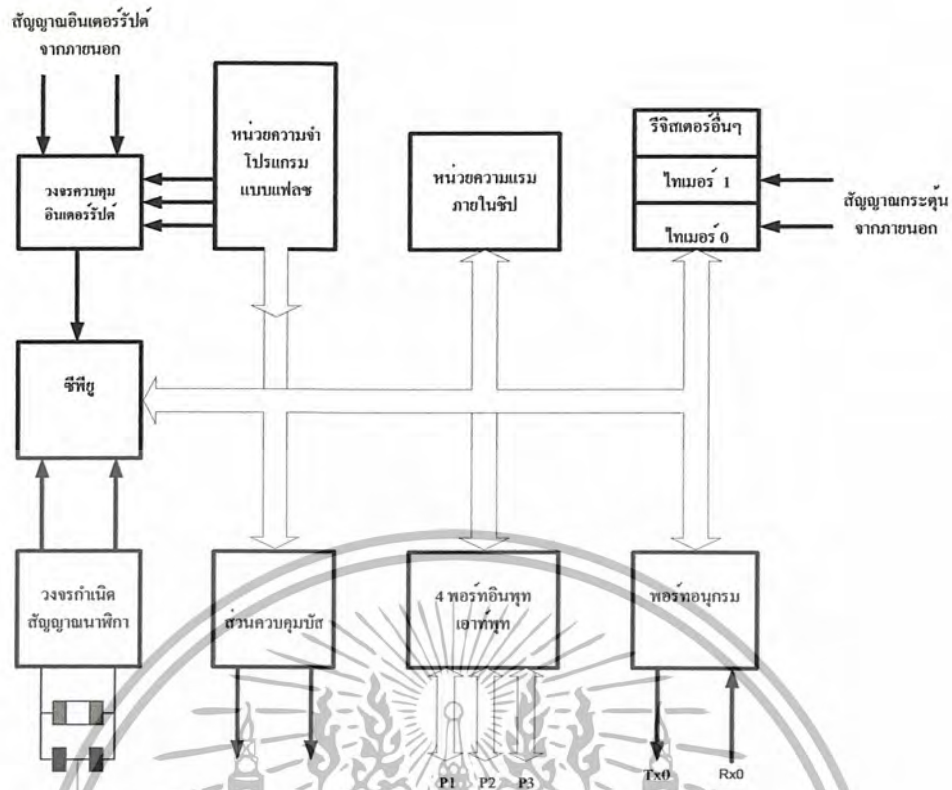 สัญญาณอินเตอร์รัปต์
จากภายนอก
วงจรควบคุม
อินเตอร์รัปต์
หน่วยความจำ
โปรแกรม
แบบแฟลช
หน่วยความแรม
ภายในชิป
รีจิสเตอร์อื่นๆ
ไทเมอร์ 1
ไทเมอร์ 0
สัญญาณกระตุ้น
จากภายนอก
ซีพียู
วงจรกำเนิด
สัญญาณนาฬิกา
ส่วนควบคุมบัส
4 พอร์ทอินพุท
เอาท์พุท
พอร์ทอนุกรม
P1 P2 P3
Tx0 Rx0